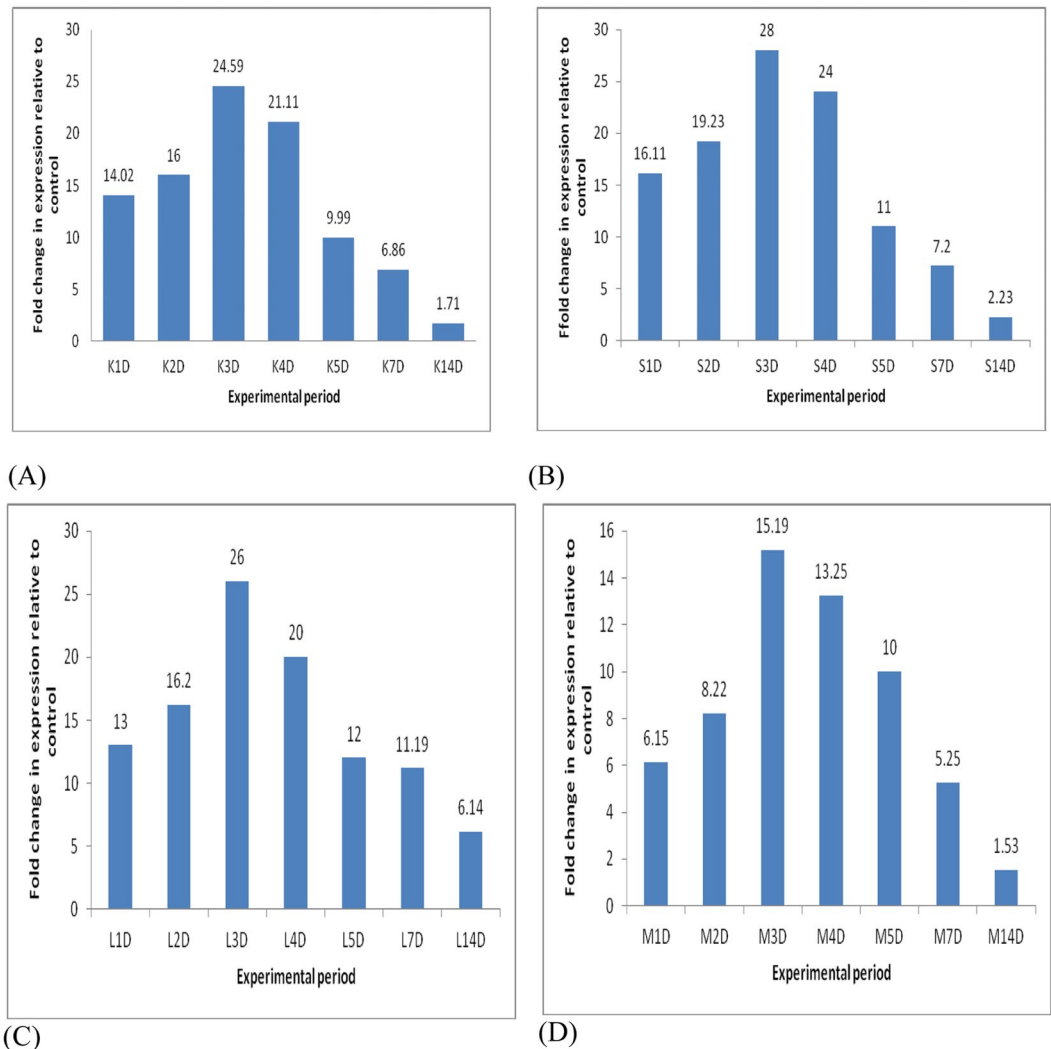 Fold change in expression relative to
control
30
25
20
15
10
5
0
14.02
16
24.59
21.11
9.99
6.86
1.71
K1D K2D K3D K4D K5D K7D K14D
Experimental period
(A)
Ffold change in expression relative to
control
30
25
20
15
10
5
0
16.11
19.23
28
24
11
7.2
2.23
S1D S2D S3D S4D S5D S7D S14D
Experimental period
(B)
Fold change in expression relative to
control
30
25
20
15
10
5
0
13
16.2
26
20
12
11.19
6.14
L1D L2D L3D L4D L5D L7D L14D
Experimental period
(C)
Fold change in expression relative to
control
16
14
12
10
8
6
4
2
0
6.15
8.22
15.19
13.25
10
5.25
1.53
M1D M2D M3D M4D M5D M7D M14D
Experimental period
(D)